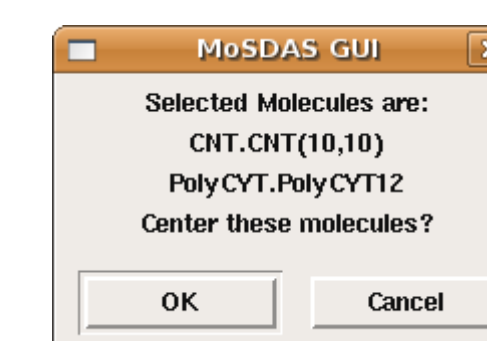 MoSDAS GUI
Selected Molecules are:
CNT.CNT(10,10)
PolyCYT.PolyCYT12
Center these molecules?
OK Cancel